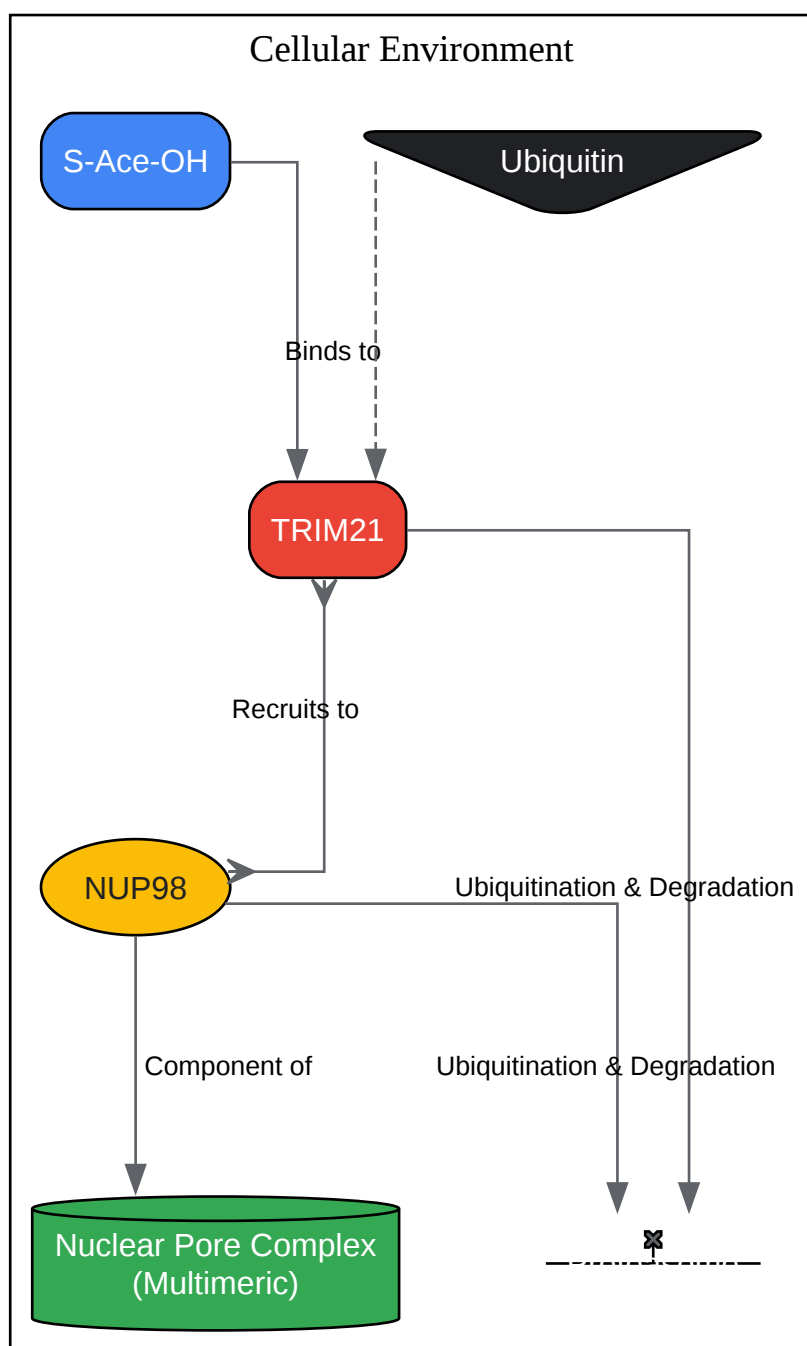 Cellular Environment
S-Ace-OH
Ubiquitin
Binds to
TRIM21
Recruits to
NUP98
Ubiquitination & Degradation
Component of
Ubiquitination & Degradation
Nuclear Pore Complex
(Multimeric)